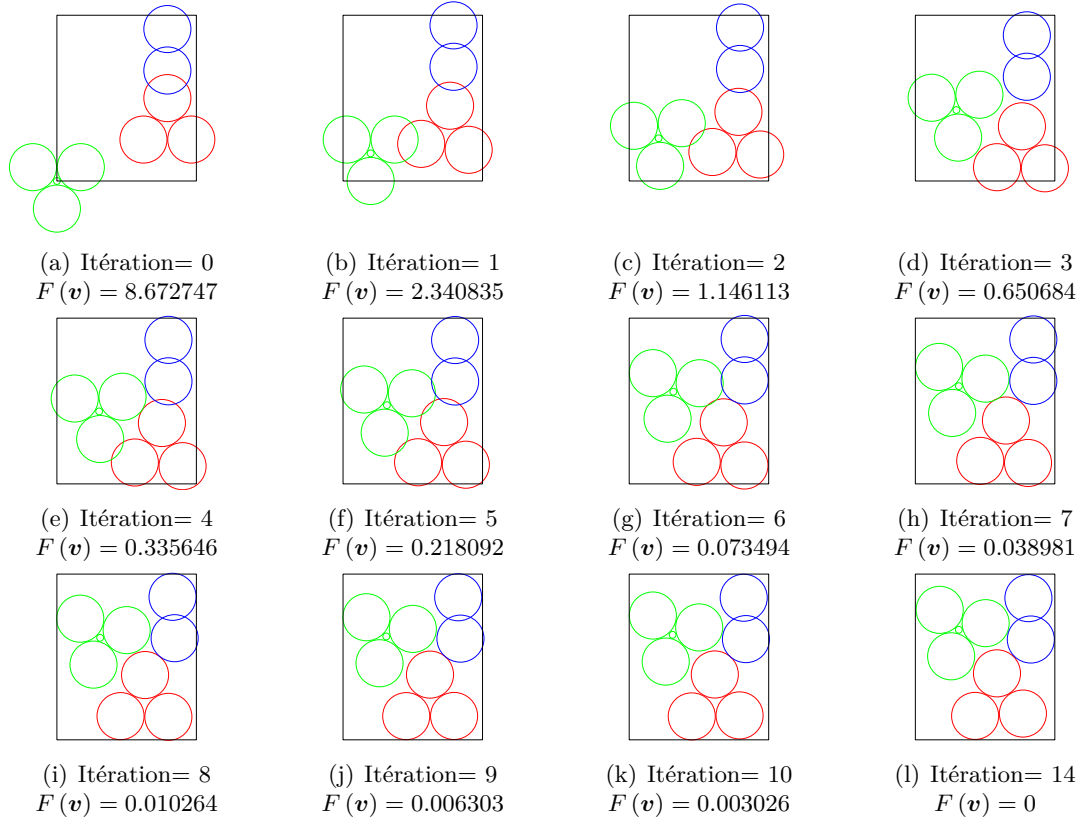 (a) Itération= 0
F (v) = 8.672747
(b) Itération= 1
F (v) = 2.340835
(c) Itération= 2
F (v) = 1.146113
(d) Itération= 3
F (v) = 0.650684
(e) Itération= 4
F (v) = 0.335646
(f) Itération= 5
F (v) = 0.218092
(g) Itération= 6
F (v) = 0.073494
(h) Itération= 7
F (v) = 0.038981
(i) Itération= 8
F (v) = 0.010264
(j) Itération= 9
F (v) = 0.006303
(k) Itération= 10
F (v) = 0.003026
(l) Itération= 14
F (v) = 0